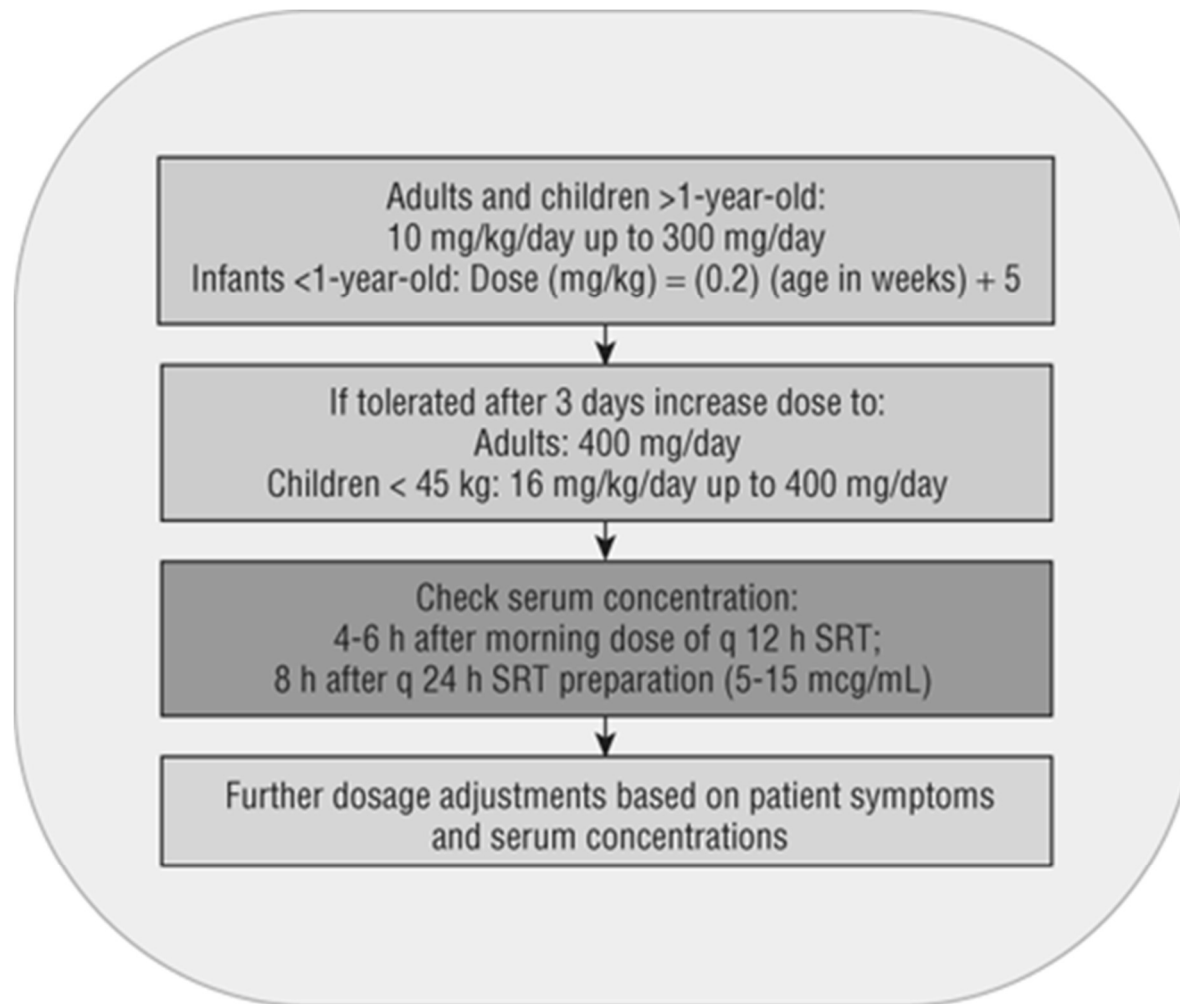 Adults and children >1-year-old:
10 mg/kg/day up to 300 mg/day
Infants <1-year-old: Dose (mg/kg) = (0.2) (age in weeks) + 5
If tolerated after 3 days increase dose to:
Adults: 400 mg/day
Children < 45 kg: 16 mg/kg/day up to 400 mg/day
Check serum concentration:
4-6 h after morning dose of q 12 h SRT;
8 h after q 24 h SRT preparation (5-15 mcg/mL)
Further dosage adjustments based on patient symptoms
and serum concentrations